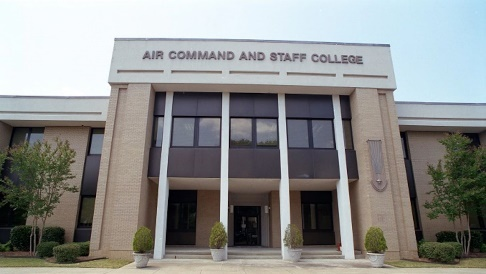 AIR COMMAND AND STAFF COLLEGE